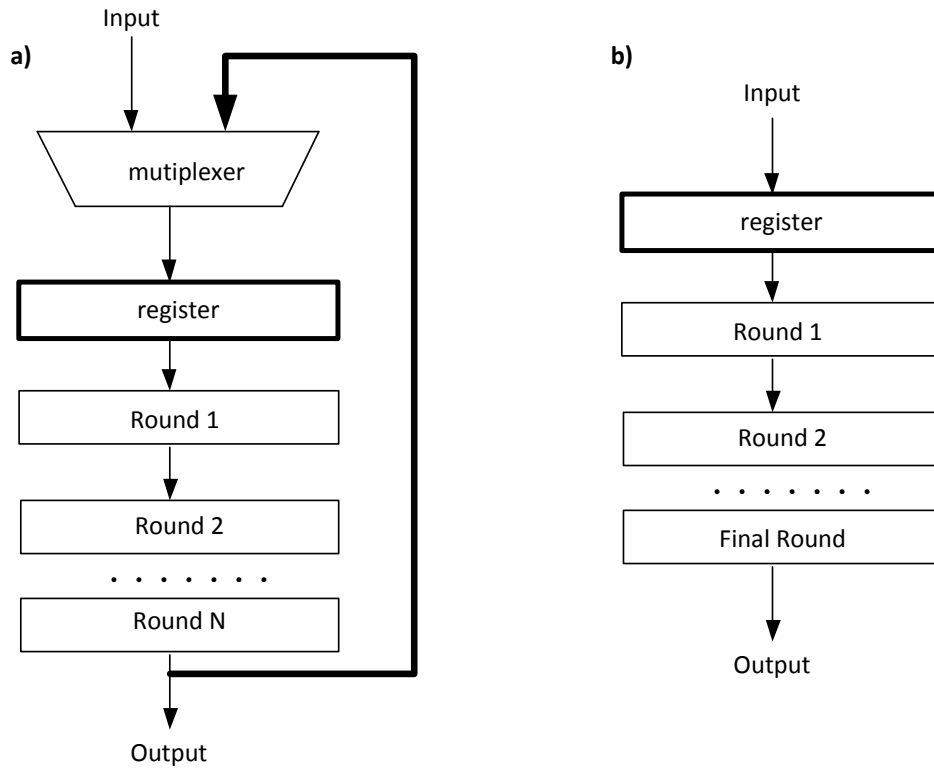 a)
Input
mutiplexer
register
Round 1
Round 2
. . . . . . .
Round N
Output
b)
Input
register
Round 1
Round 2
. . . . . . .
Final Round
Output